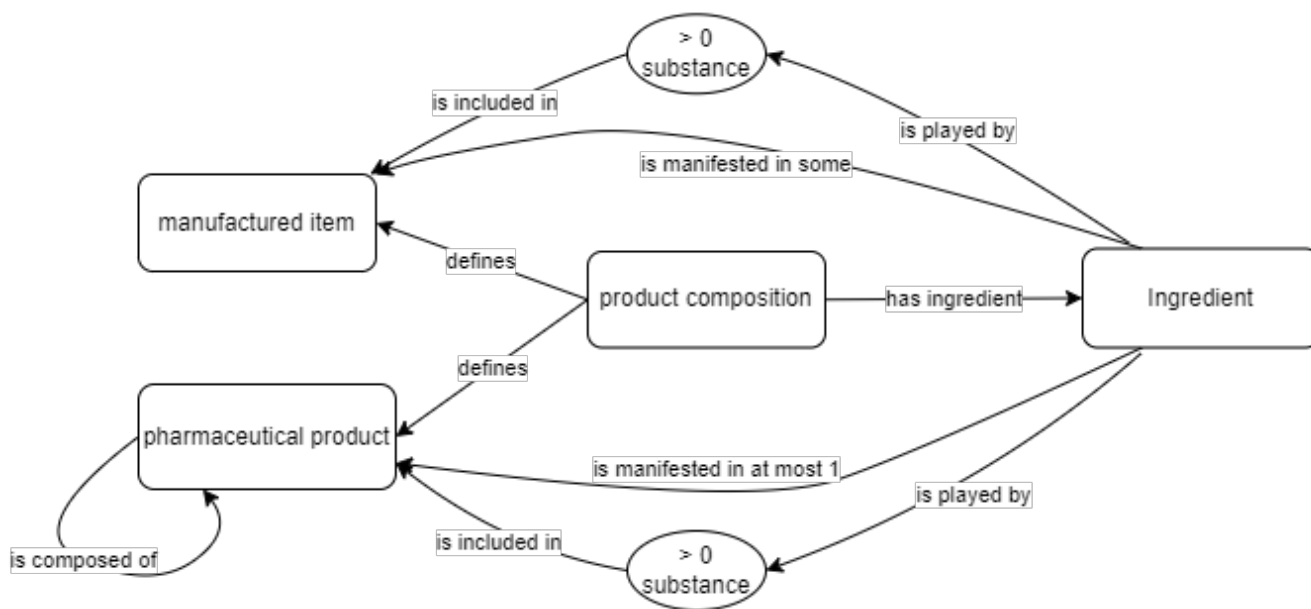 > 0
substance
is included in
is played by
is manifested in some
manufactured item
defines
product composition
has ingredient
Ingredient
defines
pharmaceutical product
is manifested in at most 1
is played by
is included in
> 0
substance
is composed of